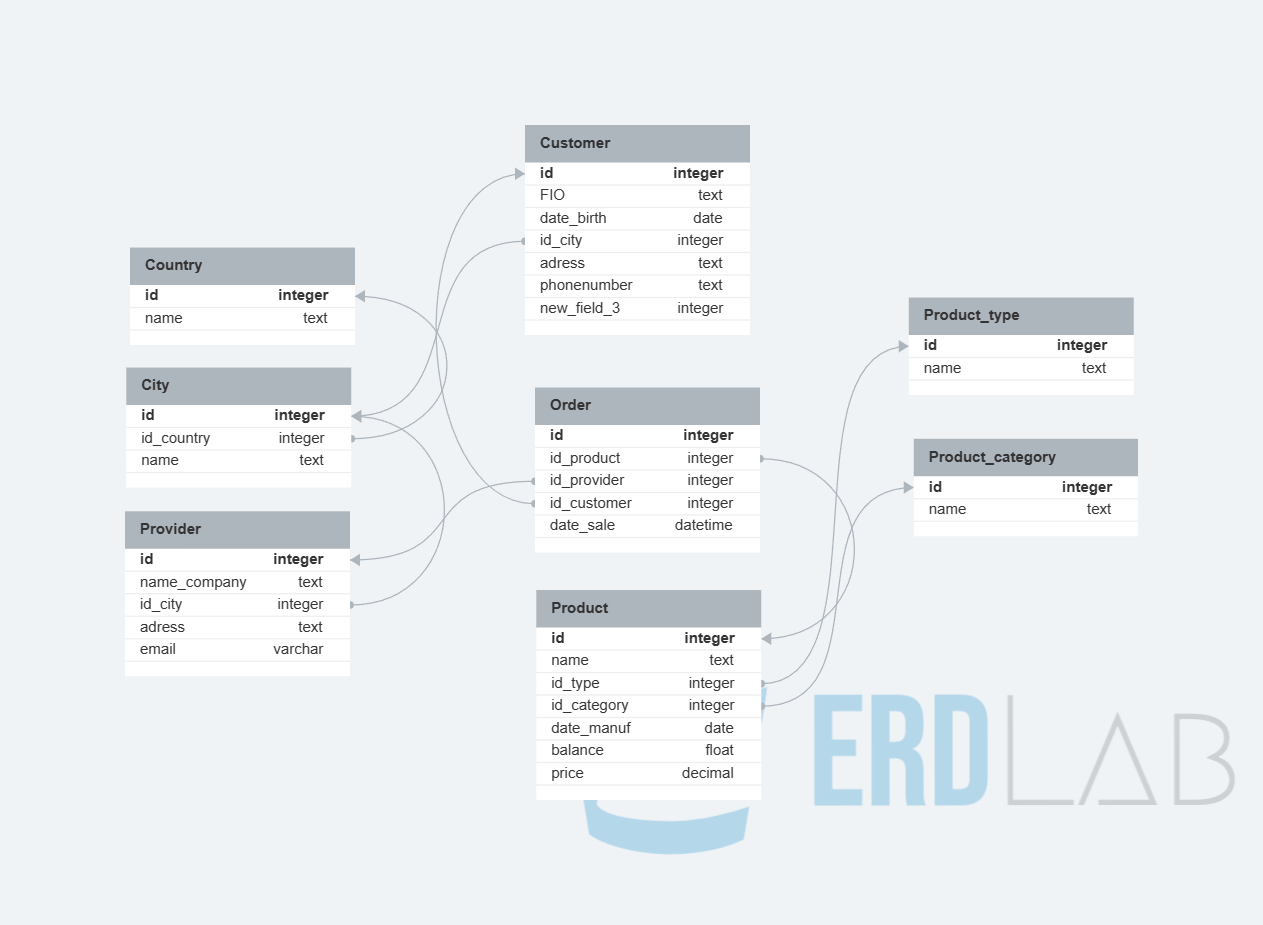 Customer
id integer
FIO text
date_birth date
id_city integer
adress text
phonenumber text
new_field_3 integer
Country
id integer
name text
City
id integer
id_country integer
name text
Provider
id integer
name_company text
id_city integer
adress text
email varchar
Order
id integer
id_product integer
id_provider integer
id_customer integer
date_sale datetime
Product
id integer
name text
id_type integer
id_category integer
date_manuf date
balance float
price decimal
Product_type
id integer
name text
Product_category
id integer
name text
ERDLAB